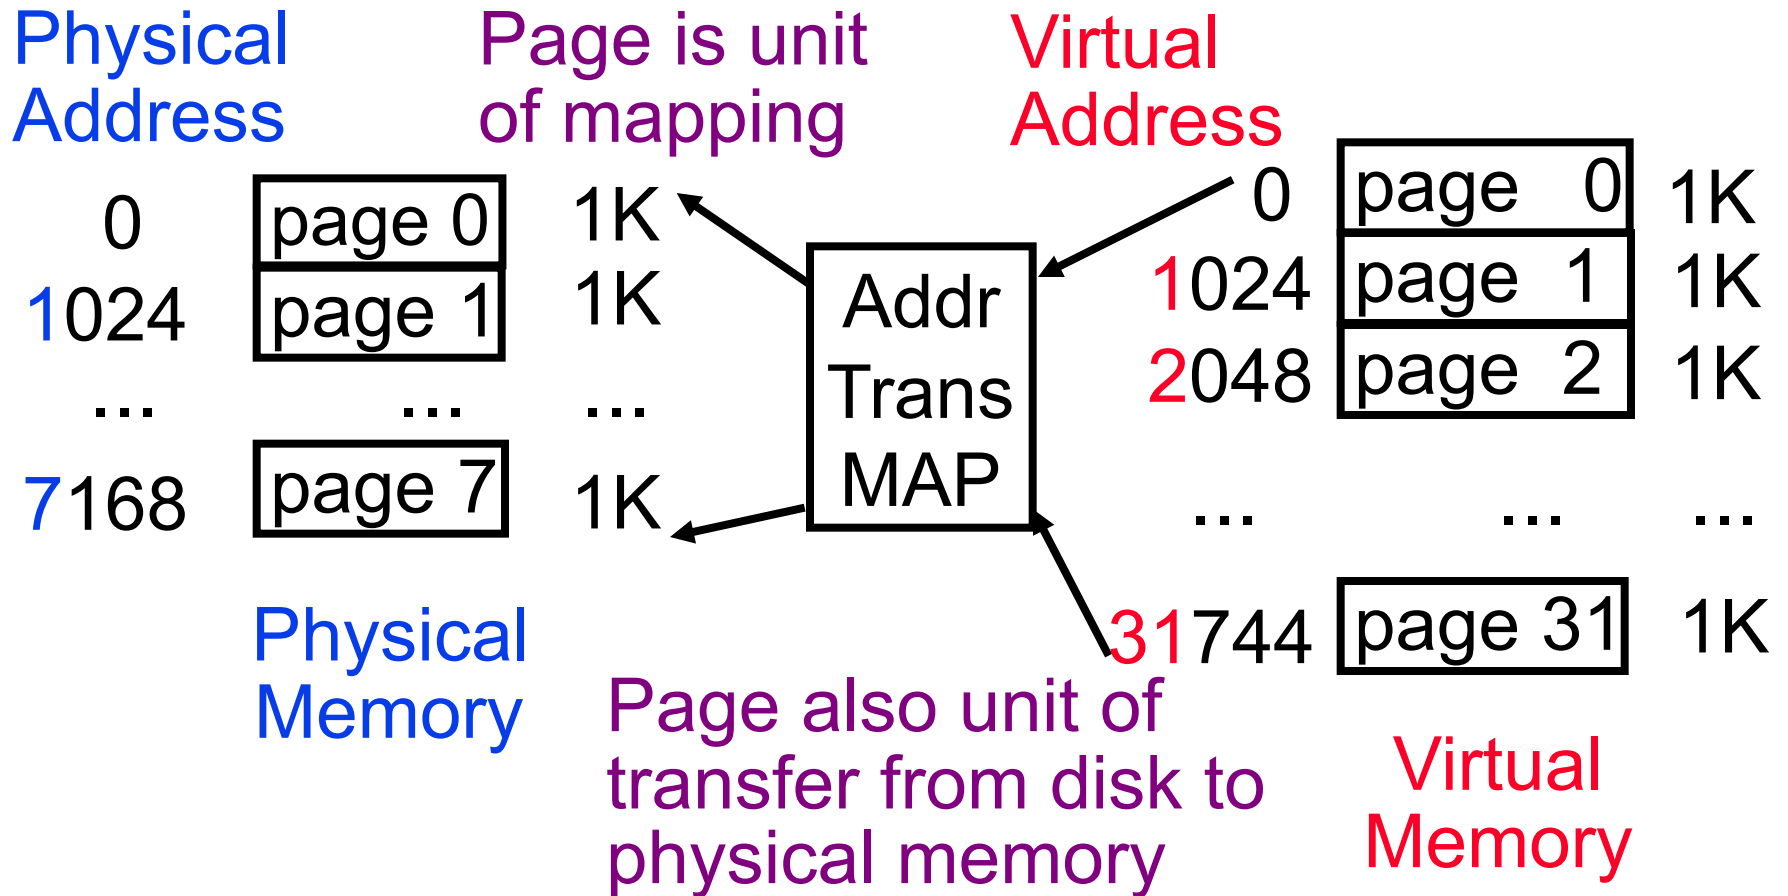 Physical
Address
Page is unit
of mapping
Virtual
Address
0 page 0 1K
1024 page 1 1K
... ... ...
7168 page 7 1K
Physical
Memory
Addr
Trans
MAP
0 page 0 1K
1024 page 1 1K
2048 page 2 1K
... ... ...
31744 page 31 1K
Page also unit of
transfer from disk to
physical memory
Virtual
Memory